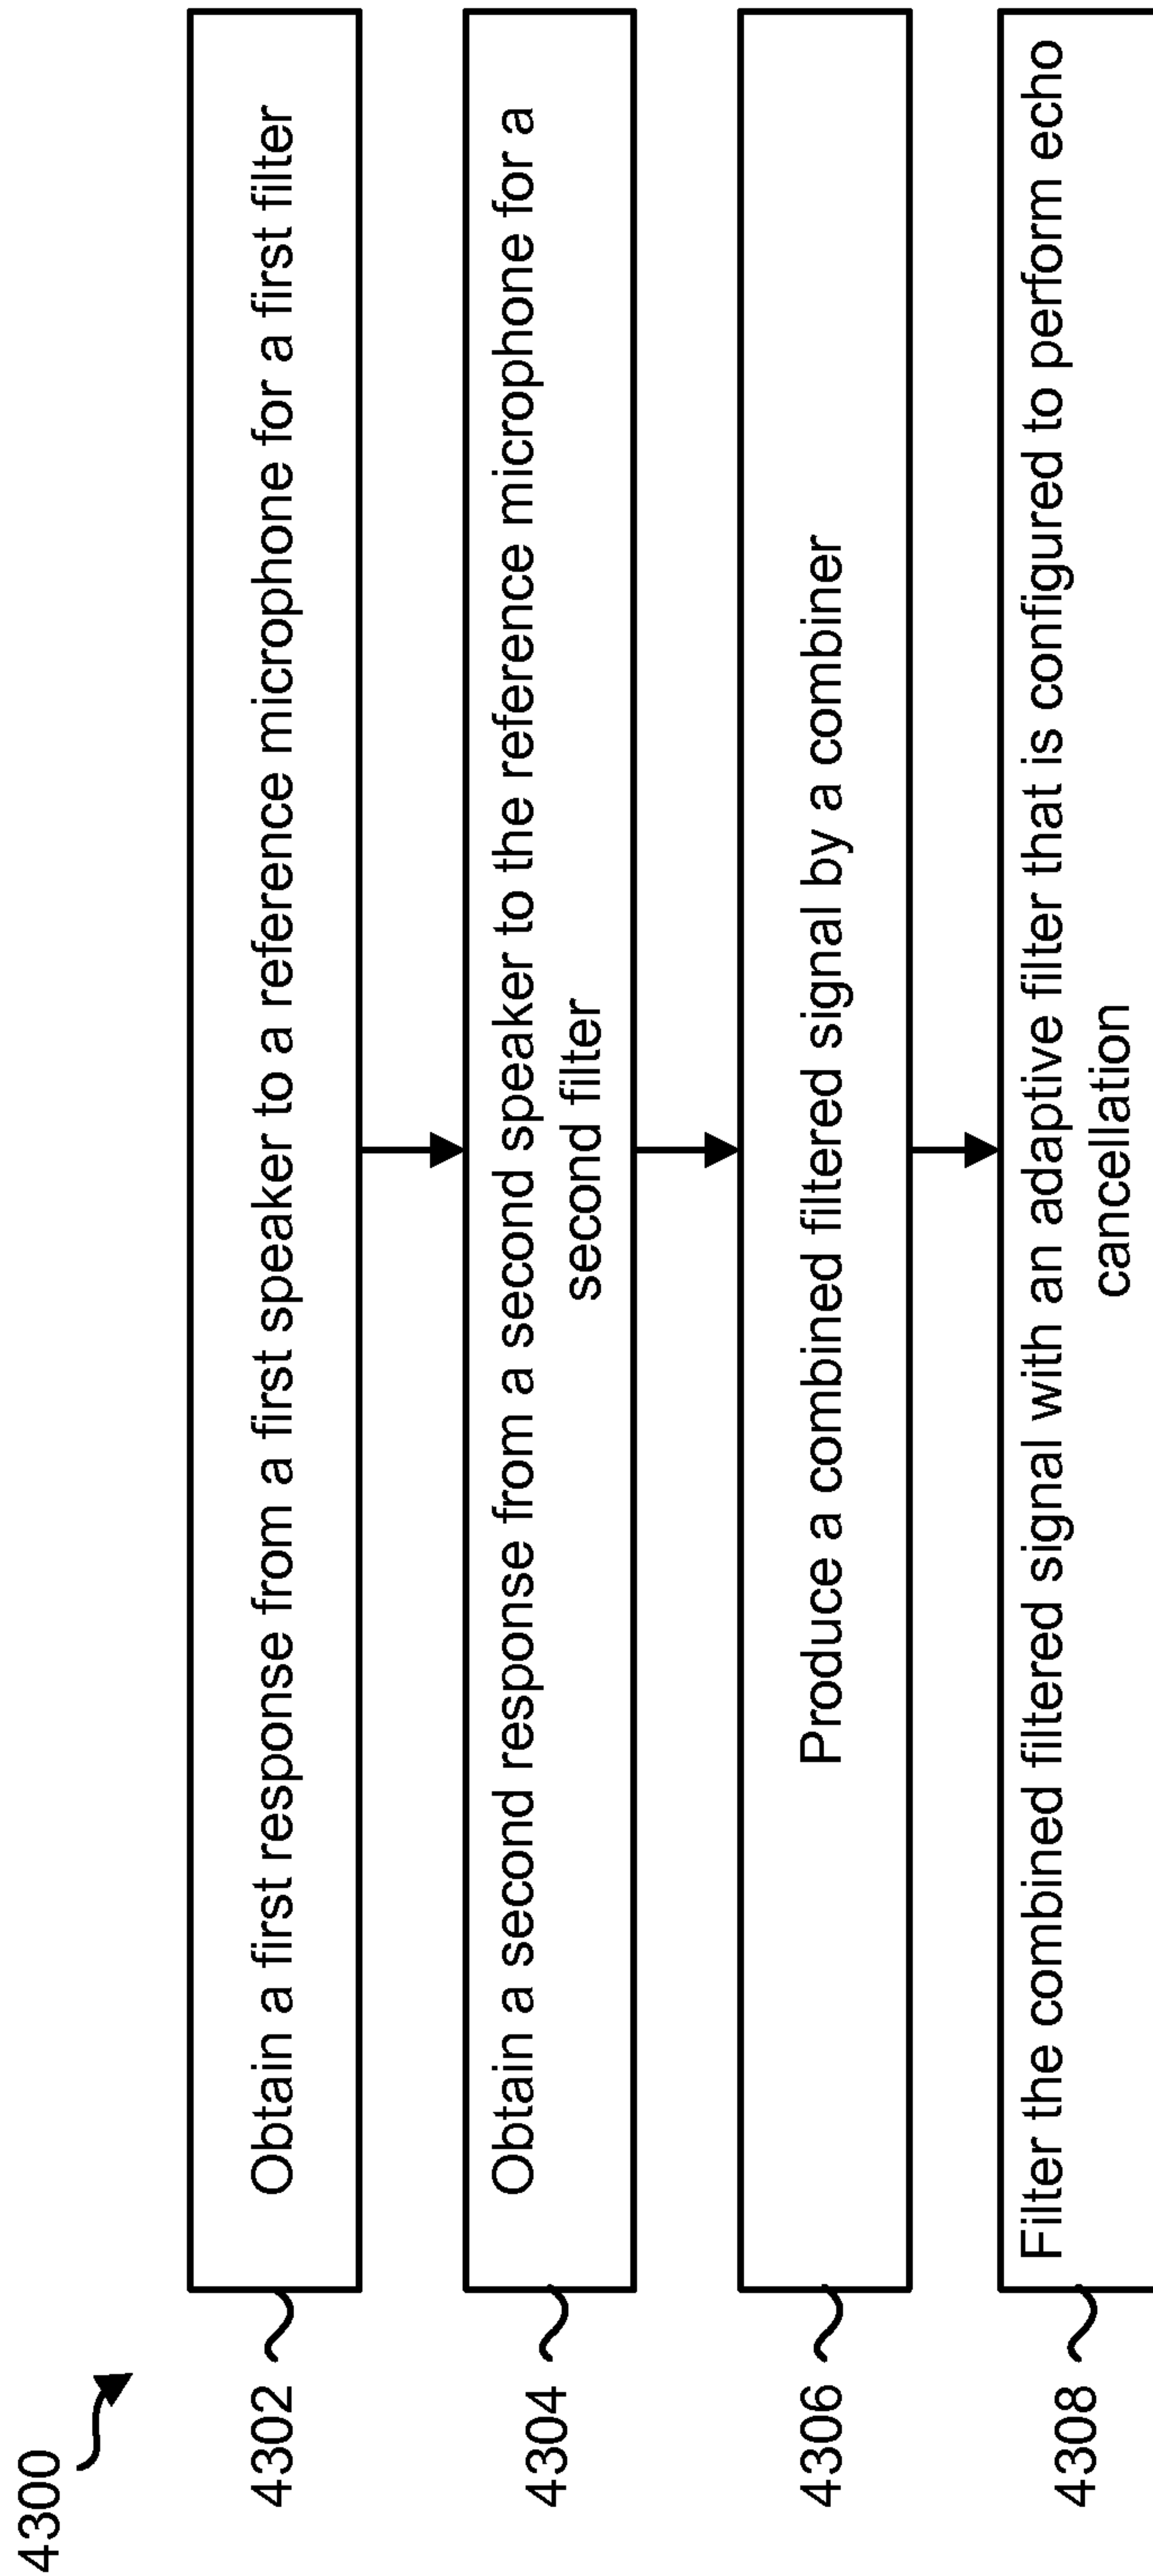 4300
4302
Obtain a first response from a first speaker to a reference microphone for a first filter
4304
Obtain a second response from a second speaker to the reference microphone for a
second filter
4306
Produce a combined filtered signal by a combiner
4308
Filter the combined filtered signal with an adaptive filter that is configured to perform echo
cancellation